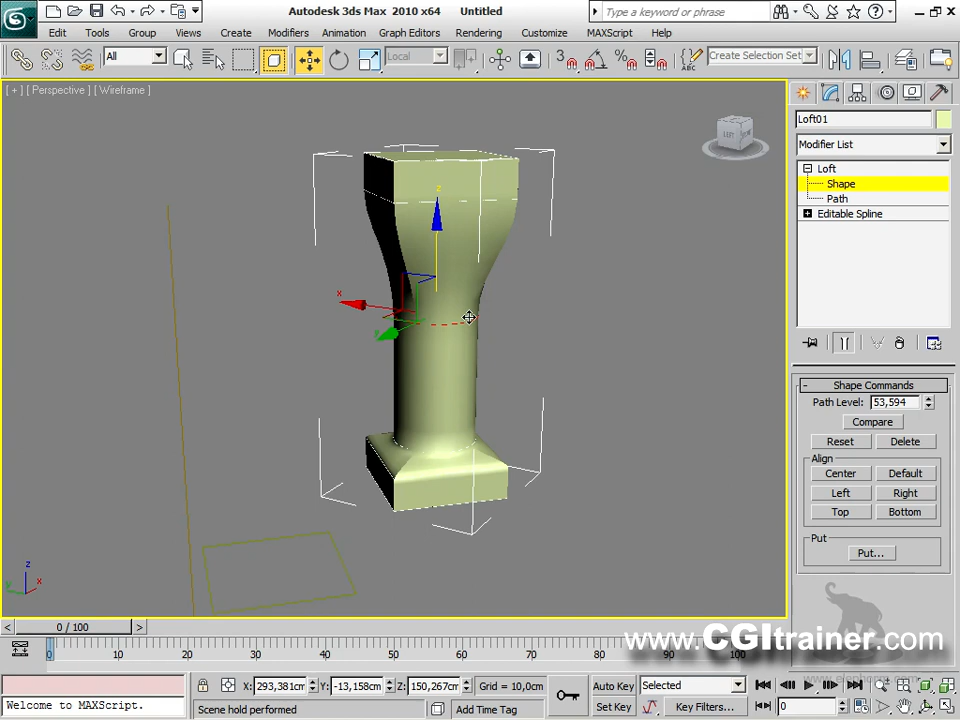 Autodesk 3ds Max 2010 x64 Untitled
Type a keyword or phrase
Edit Tools Group Views Create Modifiers Animation Graph Editors Rendering Customize MAXScript Help
All Local 3 % ABC Create Selection Set
[ + ] [ Perspective ] [ Wireframe ]
Loft01
Modifier List
Loft
Shape
Path
Editable Spline
z
x
y
Shape Commands
Path Level: 53,594
Compare
Reset Delete
Align
Center Default
Left Right
Top Bottom
Put
Put...
z
x
y
0 / 100
0 10 20 30 40 50 60 70 80 90 100
www.CGItrainer.com
X: 293,381cm Y: -13,158cm Z: 150,267cm Grid = 10,0cm Auto Key Selected
Welcome to MAXScript. Scene hold performed Add Time Tag Set Key Key Filters... 0